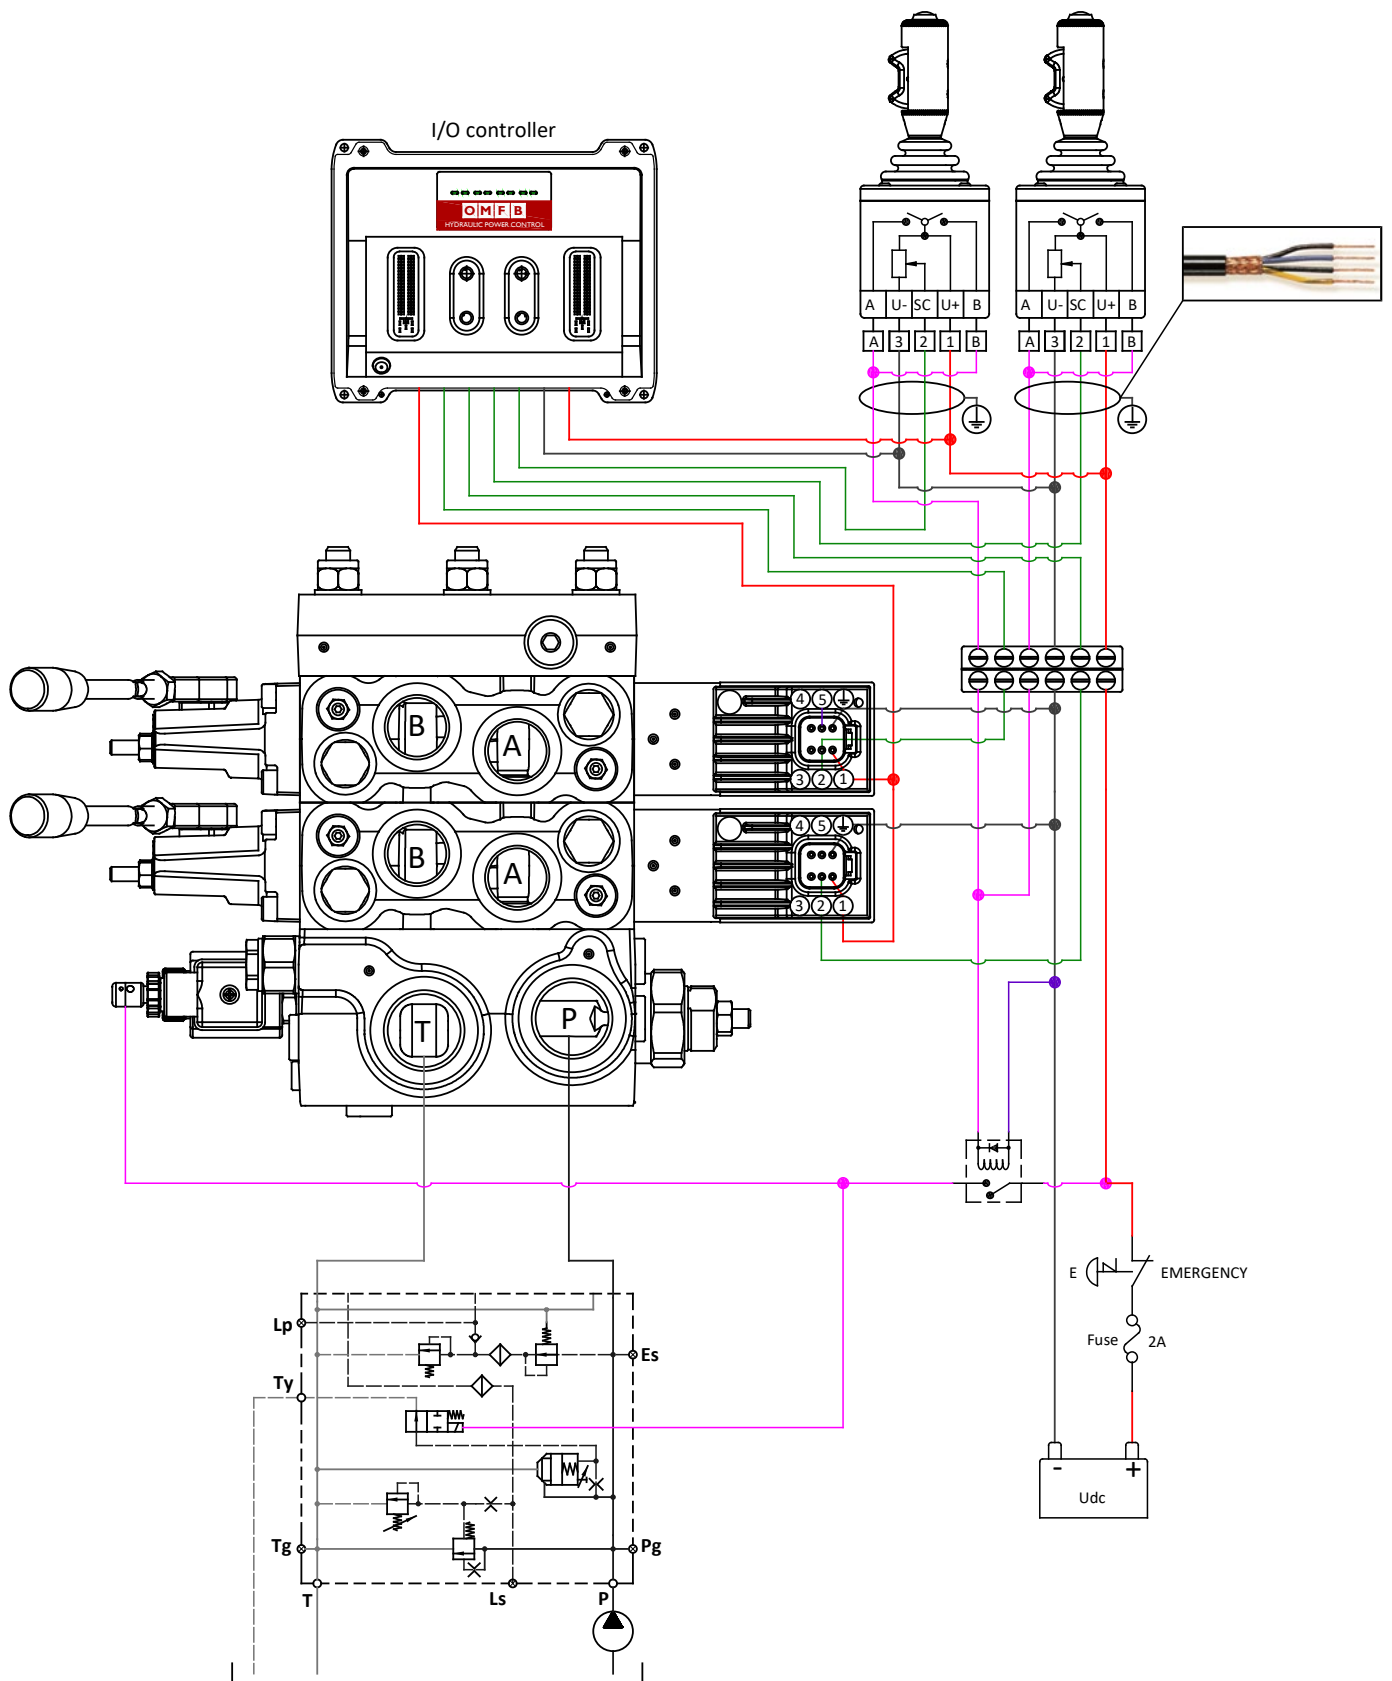 I/O controller
OMFB
HYDRAULIC POWER CONTROL
A U- SC U+ B
A 3 2 1 B
A U- SC U+ B
A 3 2 1 B
B
A
4 5
3 2 1
B
A
4 5
3 2 1
T
P
E
EMERGENCY
Fuse 2A
- +
Udc
Lp
Es
Ty
Tg
Pg
T
Ls
P